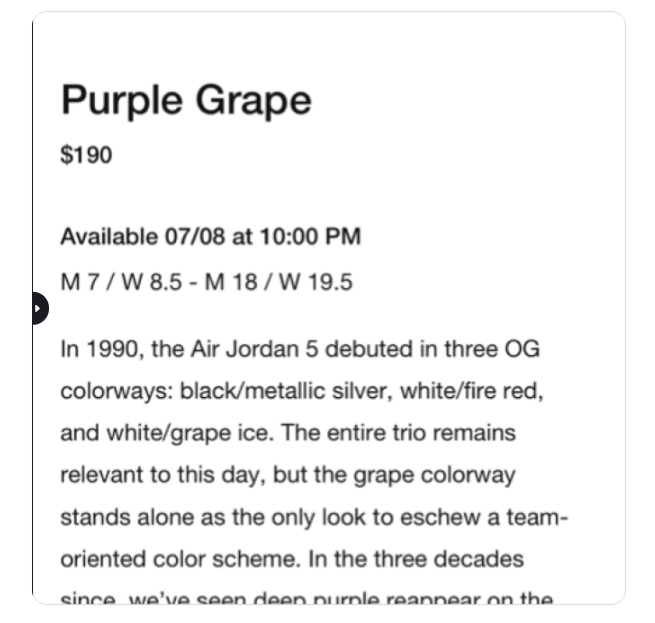 Purple Grape
$190
Available 07/08 at 10:00 PM
M 7 / W 8.5 - M 18 / W 19.5
In 1990, the Air Jordan 5 debuted in three OG
colorways: black/metallic silver, white/fire red,
and white/grape ice. The entire trio remains
relevant to this day, but the grape colorway
stands alone as the only look to eschew a team-
oriented color scheme. In the three decades
since, we’ve seen deep purple reappear on the